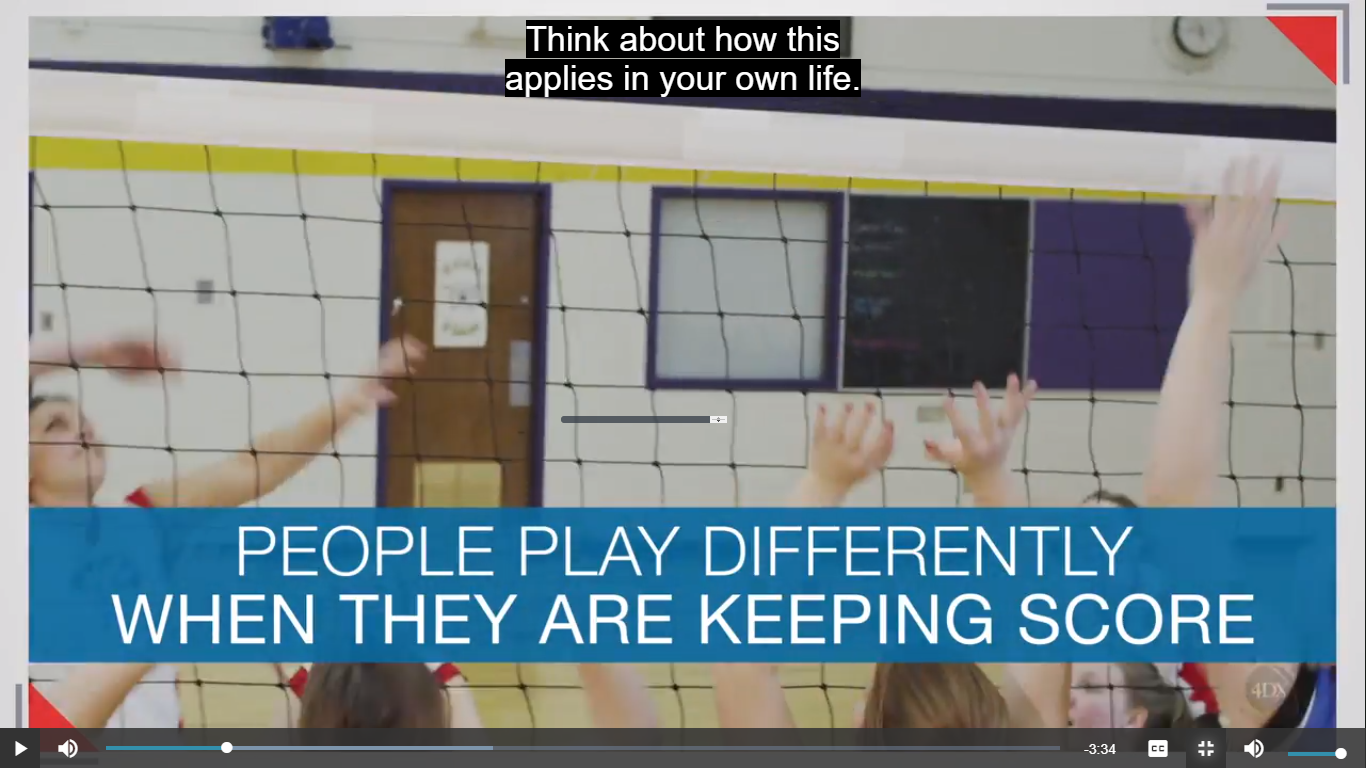 Think about how this
applies in your own life.
PEOPLE PLAY DIFFERENTLY
WHEN THEY ARE KEEPING SCORE
4DX
-3:34
CC